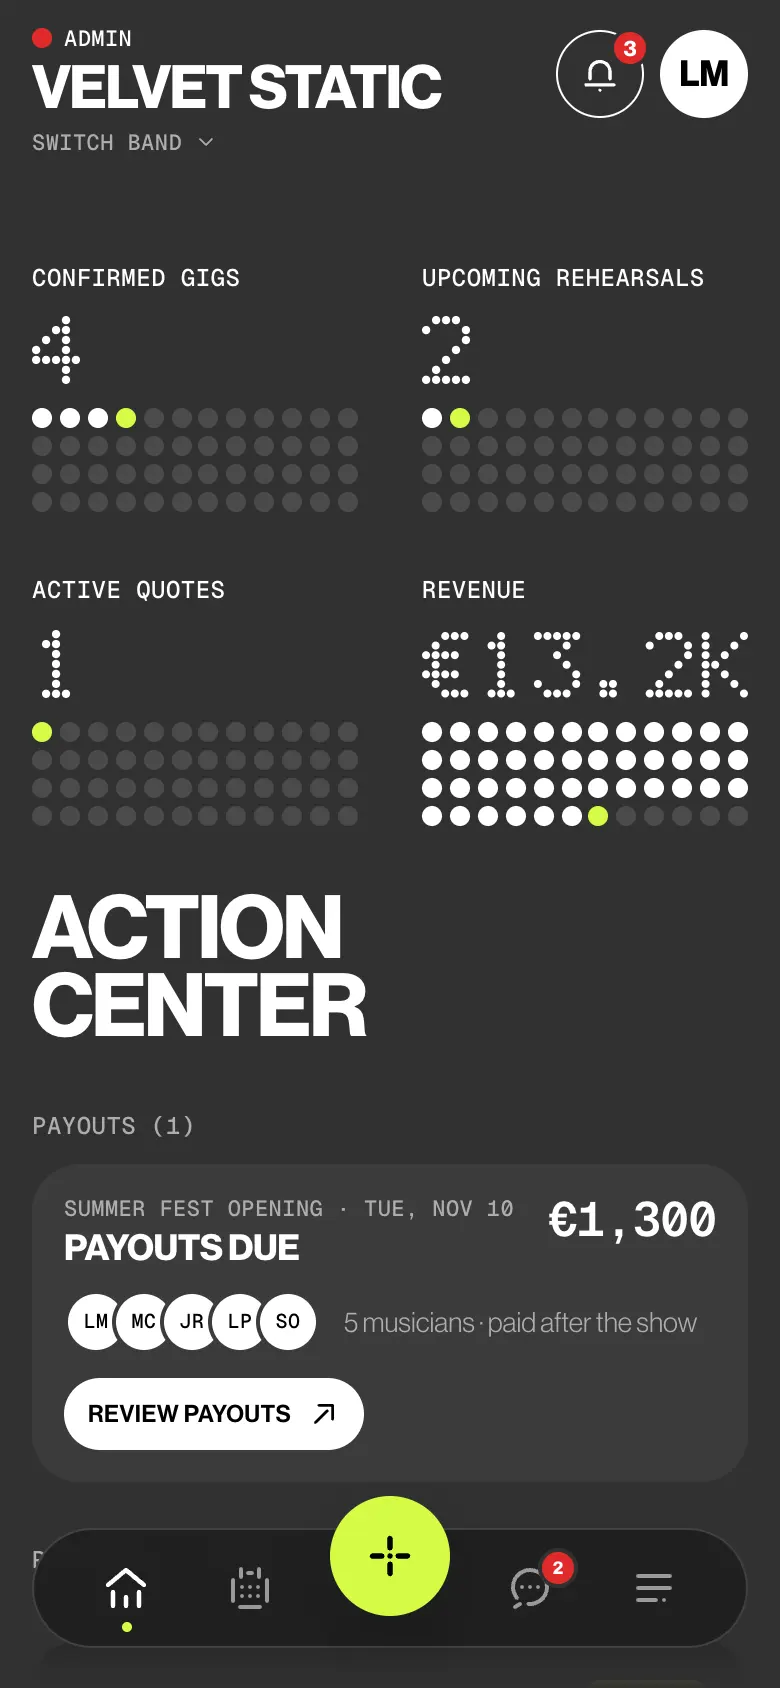 ADMIN
VELVET STATIC
3
LM
SWITCH BAND
CONFIRMED GIGS
UPCOMING REHEARSALS
4
2
ACTIVE QUOTES
REVENUE
1
€13.2K
ACTION
CENTER
PAYOUTS (1)
SUMMER FEST OPENING · TUE, NOV 10
€1,300
PAYOUTS DUE
LM MC JR LP SO
5 musicians · paid after the show
REVIEW PAYOUTS
2